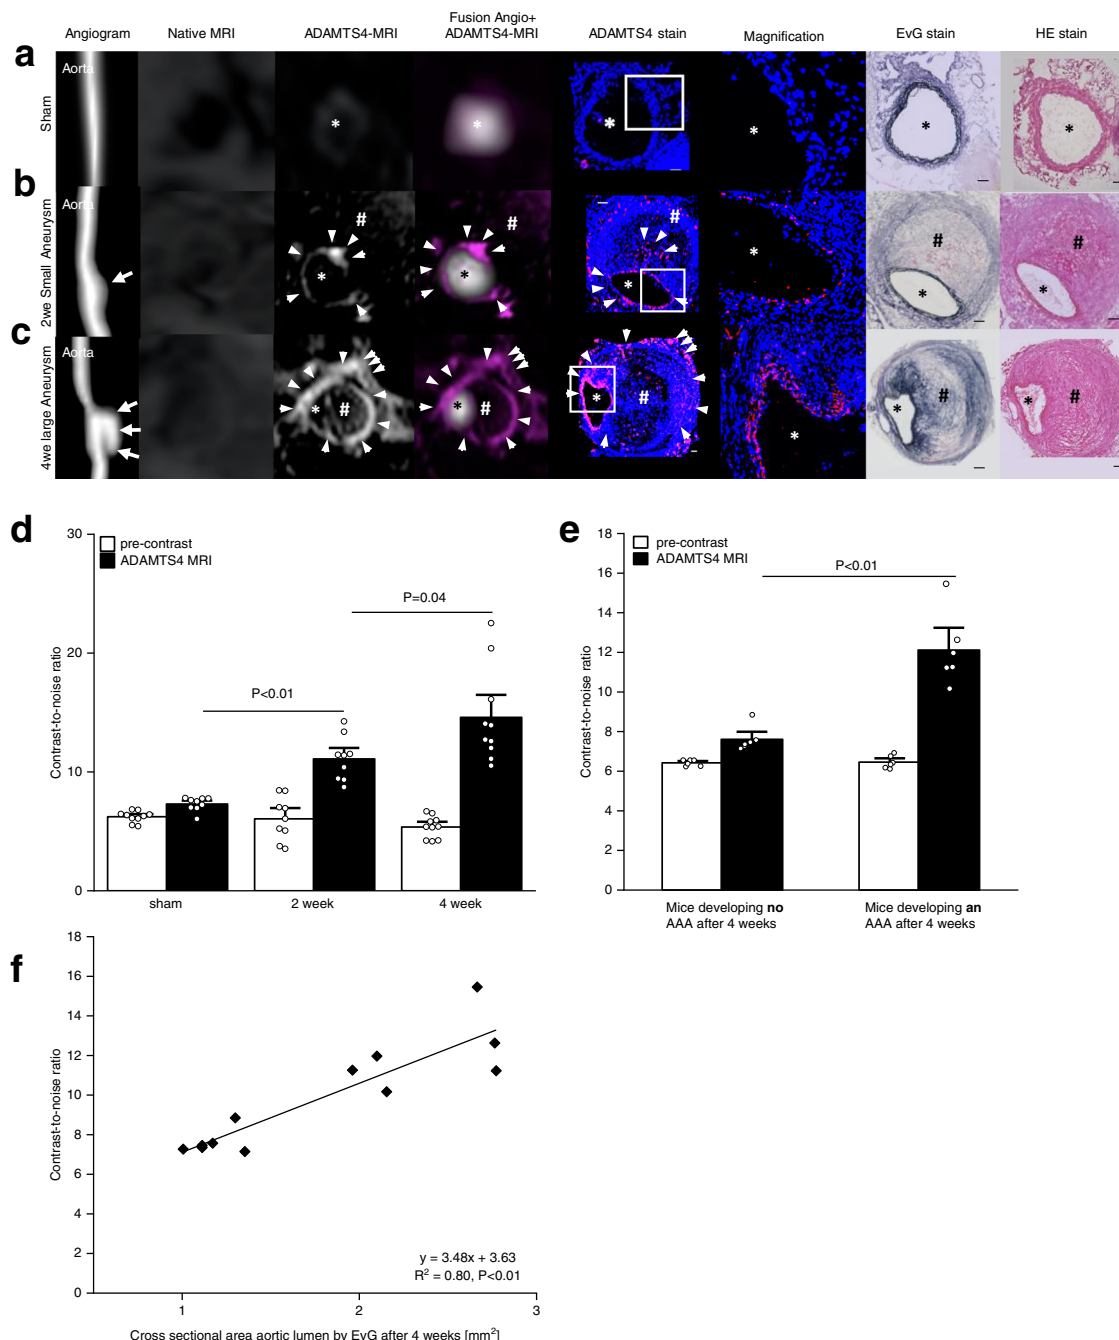 Angiogram
Native MRI
ADAMTS4-MRI
Fusion Angio+
ADAMTS4-MRI
ADAMTS4 stain
Magnification
EvG stain
HE stain
a
Sham
Aorta
*
*
*
*
*
*
b
2we Small Aneurysm
Aorta
#
*
#
*
#
*
*
#
*
#
*
c
4we large Aneurysm
Aorta
*
#
*
#
*
#
*
*
#
*
#
d
30
20
10
0
Contrast-to-noise ratio
pre-contrast
ADAMTS4 MRI
P<0.01
P=0.04
sham
2 week
4 week
e
18
16
14
12
10
8
6
4
2
0
Contrast-to-noise ratio
pre-contrast
ADAMTS4 MRI
P<0.01
Mice developing no
AAA after 4 weeks
Mice developing an
AAA after 4 weeks
f
18
16
14
12
10
8
6
4
2
0
Contrast-to-noise ratio
y = 3.48x + 3.63
R² = 0.80, P<0.01
1
2
3
Cross sectional area aortic lumen by EvG after 4 weeks [mm²]